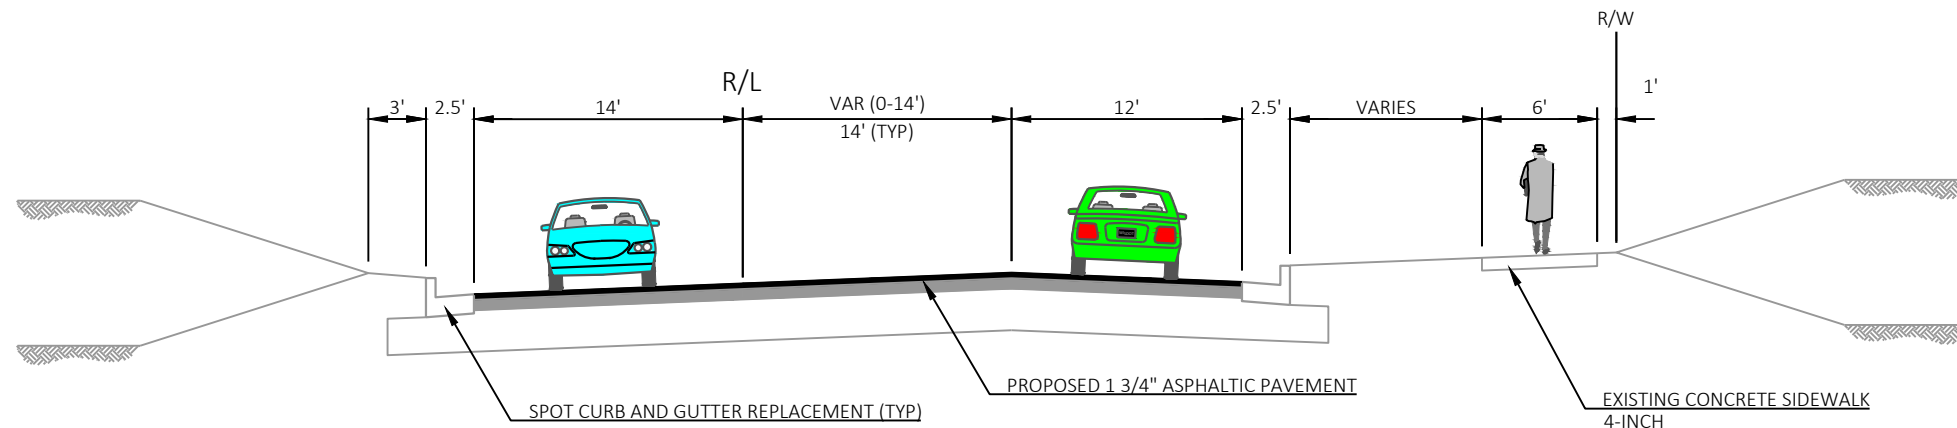 R/W
R/L
1'
3'
2.5'
14'
VAR (0-14')
14' (TYP)
12'
2.5'
VARIES
6'
PROPOSED 1 3/4" ASPHALTIC PAVEMENT
SPOT CURB AND GUTTER REPLACEMENT (TYP)
EXISTING CONCRETE SIDEWALK
4-INCH